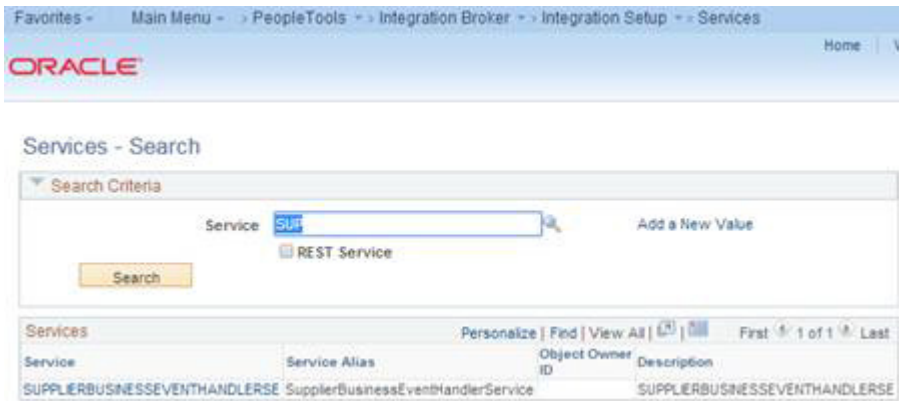 Favorites Main Menu > PeopleTools > Integration Broker > Integration Setup > Services
Home
ORACLE
Services - Search
Search Criteria
Service SUP Add a New Value
REST Service
Search
Services Personalize | Find | View All | | First 1 of 1 Last
Service Service Alias Object Owner ID Description
SUPPLIERBUSINESSEVENTHANDLERSE SupplierBusinessEventHandlerService SUPPLIERBUSINESSEVENTHANDLERSE